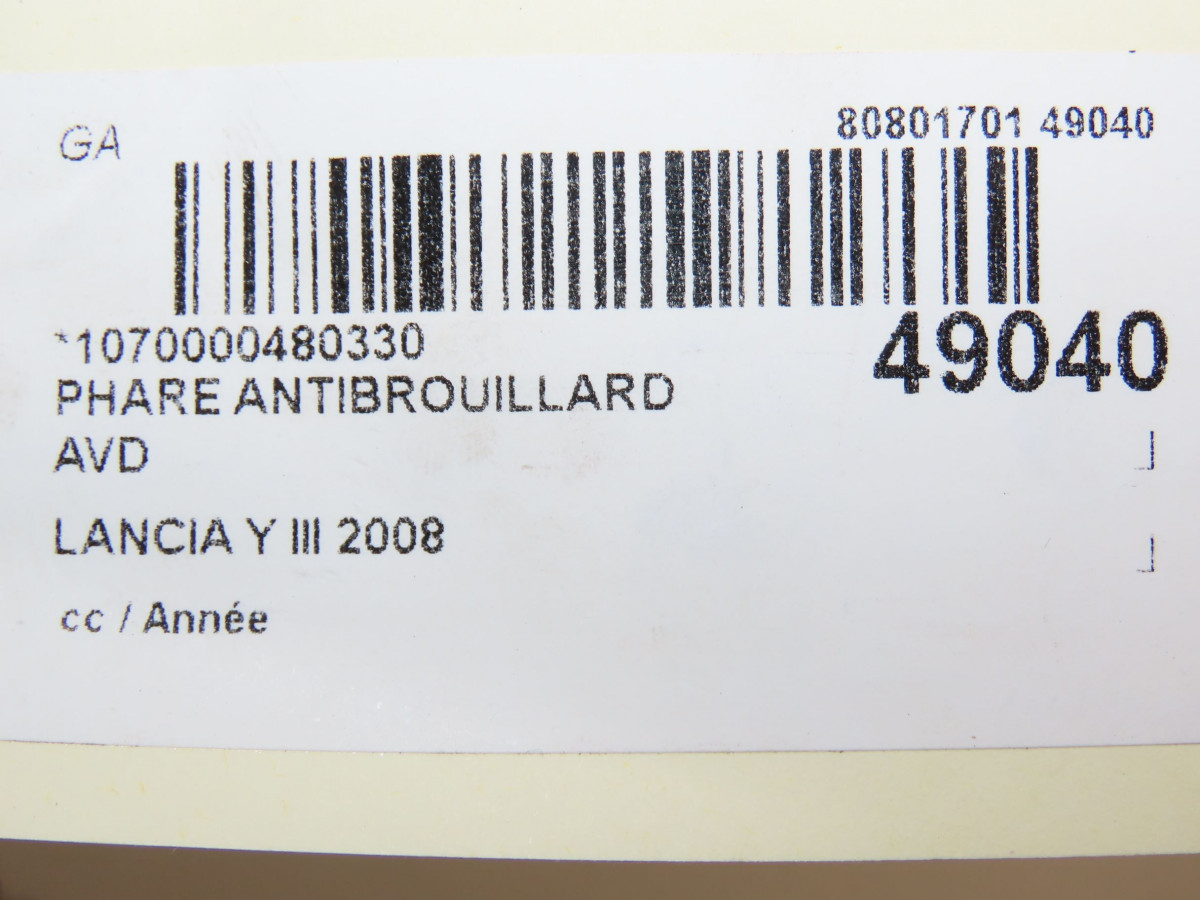 GA
80801701 49040
*1070000480330
49040
PHARE ANTIBROUILLARD
AVD
LANCIA Y III 2008
cc / Année